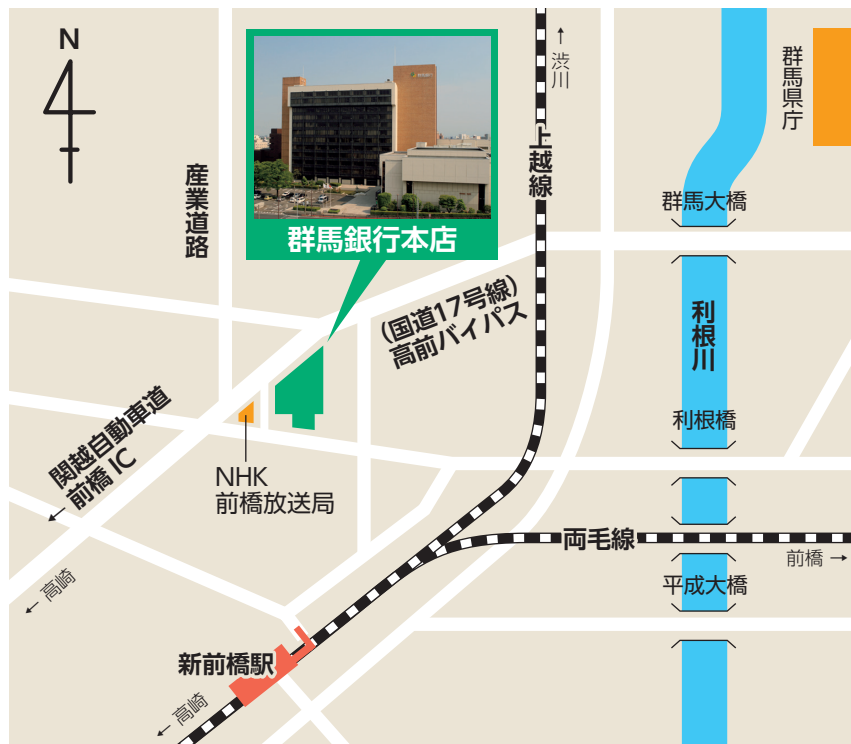 N
↑
渋川
群馬県庁
上越線
産業道路
群馬大橋
群馬銀行本店
(国道17号線)
高前バイパス
利根川
利根橋
関越自動車道
前橋 IC
←
NHK
前橋放送局
両毛線
前橋 →
← 高崎
平成大橋
新前橋駅
← 高崎